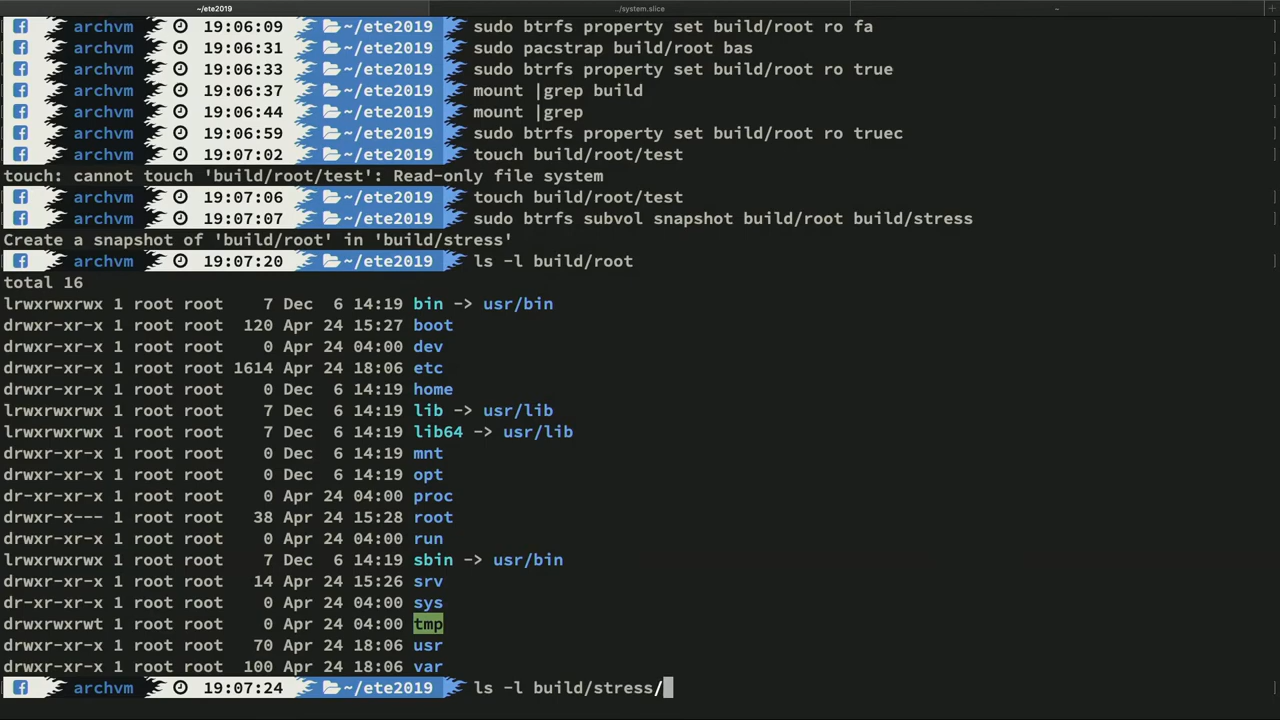 ~/ete2019 ../system.slice ~
archvm 19:06:09 ~/ete2019 sudo btrfs property set build/root ro fa
archvm 19:06:31 ~/ete2019 sudo pacstrap build/root bas
archvm 19:06:33 ~/ete2019 sudo btrfs property set build/root ro true
archvm 19:06:37 ~/ete2019 mount |grep build
archvm 19:06:44 ~/ete2019 mount |grep
archvm 19:06:59 ~/ete2019 sudo btrfs property set build/root ro truec
archvm 19:07:02 ~/ete2019 touch build/root/test
touch: cannot touch 'build/root/test': Read-only file system
archvm 19:07:06 ~/ete2019 touch build/root/test
archvm 19:07:07 ~/ete2019 sudo btrfs subvol snapshot build/root build/stress
Create a snapshot of 'build/root' in 'build/stress'
archvm 19:07:20 ~/ete2019 ls -l build/root
total 16
lrwxrwxrwx 1 root root 7 Dec 6 14:19 bin -> usr/bin
drwxr-xr-x 1 root root 120 Apr 24 15:27 boot
drwxr-xr-x 1 root root 0 Apr 24 04:00 dev
drwxr-xr-x 1 root root 1614 Apr 24 18:06 etc
drwxr-xr-x 1 root root 0 Dec 6 14:19 home
lrwxrwxrwx 1 root root 7 Dec 6 14:19 lib -> usr/lib
lrwxrwxrwx 1 root root 7 Dec 6 14:19 lib64 -> usr/lib
drwxr-xr-x 1 root root 0 Dec 6 14:19 mnt
drwxr-xr-x 1 root root 0 Dec 6 14:19 opt
dr-xr-xr-x 1 root root 0 Apr 24 04:00 proc
drwxr-x--- 1 root root 38 Apr 24 15:28 root
drwxr-xr-x 1 root root 0 Apr 24 04:00 run
lrwxrwxrwx 1 root root 7 Dec 6 14:19 sbin -> usr/bin
drwxr-xr-x 1 root root 14 Apr 24 15:26 srv
dr-xr-xr-x 1 root root 0 Apr 24 04:00 sys
drwxrwxrwt 1 root root 0 Apr 24 04:00 tmp
drwxr-xr-x 1 root root 70 Apr 24 18:06 usr
drwxr-xr-x 1 root root 100 Apr 24 18:06 var
archvm 19:07:24 ~/ete2019 ls -l build/stress/